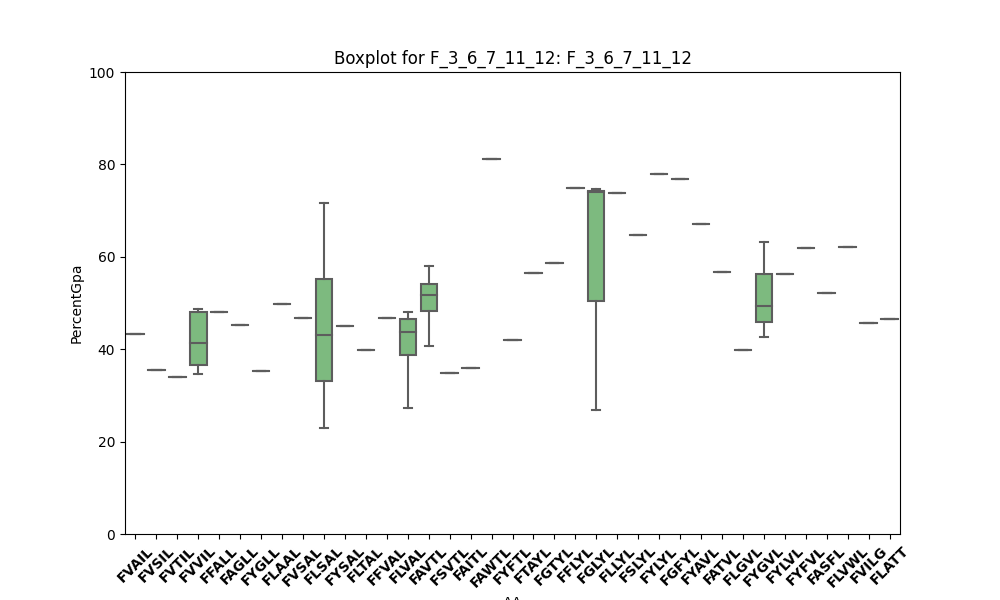 Boxplot for F_3_6_7_11_12: F_3_6_7_11_12
100
80
60
40
20
0
PercentGpa
FVAIL
FVSIL
FVTIL
FVVIL
FFALL
FAGLL
FYGLL
FLAAL
FVSAL
FLSAL
FYSAL
FLTAL
FFVAL
FLVAL
FAVTL
FSVTL
FAITL
FAWTL
FYFTL
FTAYL
FGTYL
FFLYL
FGLYL
FLLYL
FSLYL
FYLYL
FGFYL
FYAVL
FATVL
FLGVL
FYGVL
FYLVL
FYFVL
FASFL
FLVWL
FVILG
FLATT